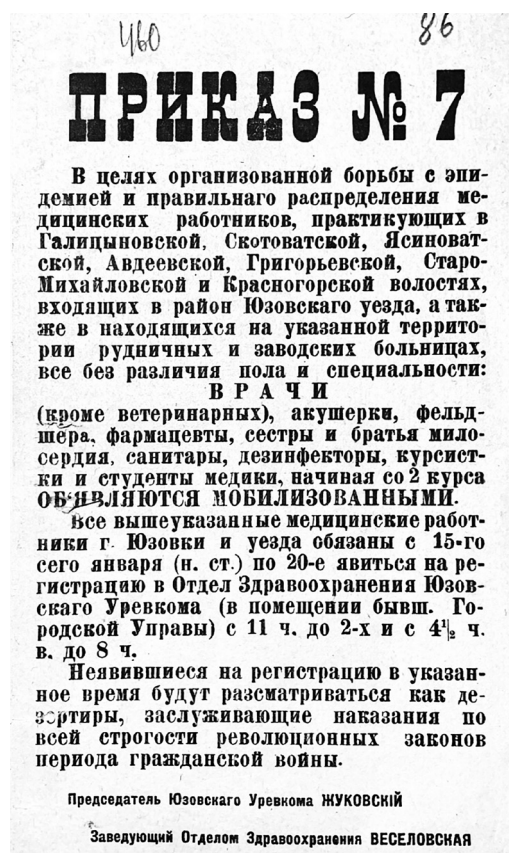 460
86
ПРИКАЗ № 7
В целях организованной борьбы с эпи-
демией и правильнаго распределения ме-
дицинских работников, практикующих в
Галицыновской, Скотоватской, Ясиноват-
ской, Авдеевской, Григорьевской, Старо-
Михайловской и Красногорской волостях,
входящих в район Юзовскаго уезда, а так-
же в находящихся на указанной террито-
рии рудничных и заводских больницах,
все без различия пола и специальности:
ВРАЧИ
(кроме ветеринарных), акушерки, фельд-
шера, фармацевты, сестры и братья мило-
сердия, санитары, дезинфекторы, курсист-
ки и студенты медики, начиная со 2 курса
ОБ'ЯВЛЯЮТСЯ МОБИЛИЗОВАННЫМИ.
Все вышеуказанные медицинские работ-
ники г. Юзовки и уезда обязаны с 15-го
сего января (н. ст.) по 20-е явиться на ре-
гистрацию в Отдел Здравоохранения Юзов-
скаго Уревкома (в помещении бывш. Го-
родской Управы) с 11 ч. до 2-х и с 4½ ч.
в. до 8 ч.
Неявившиеся на регистрацию в указан-
ное время будут разсматриваться как де-
зертиры, заслуживающие наказания по
всей строгости революционных законов
периода гражданской войны.
Председатель Юзовскаго Уревкома ЖУКОВСКІЙ
Заведующий Отделом Здравоохранения ВЕСЕЛОВСКАЯ